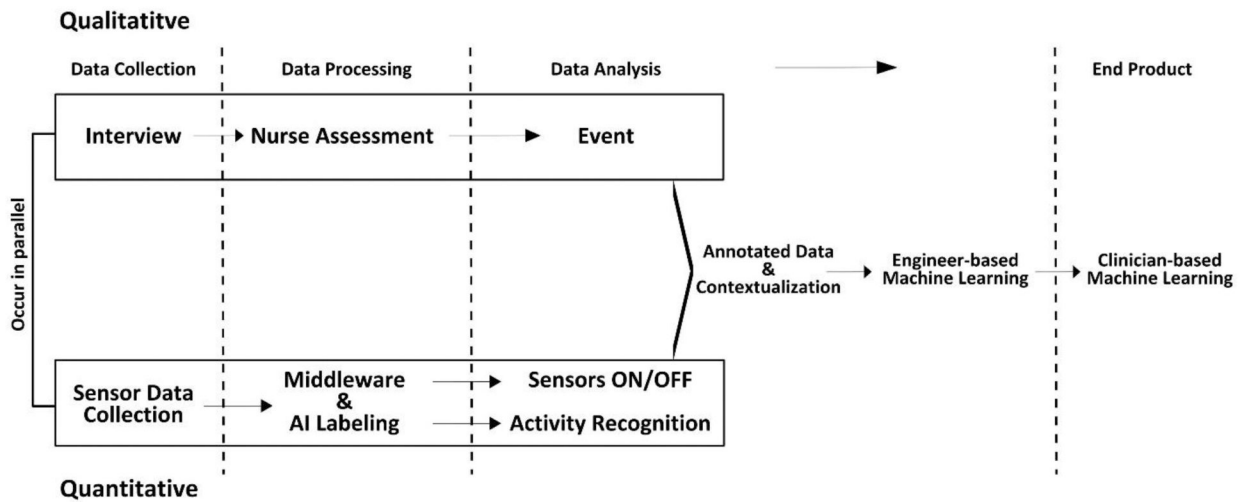 Qualitatitve
Data Collection
Data Processing
Data Analysis
End Product
Interview
Nurse Assessment
Event
Occur in parallel
Annotated Data
&
Contextualization
Engineer-based
Machine Learning
Clinician-based
Machine Learning
Sensor Data
Collection
Middleware
&
AI Labeling
Sensors ON/OFF
Activity Recognition
Quantitative